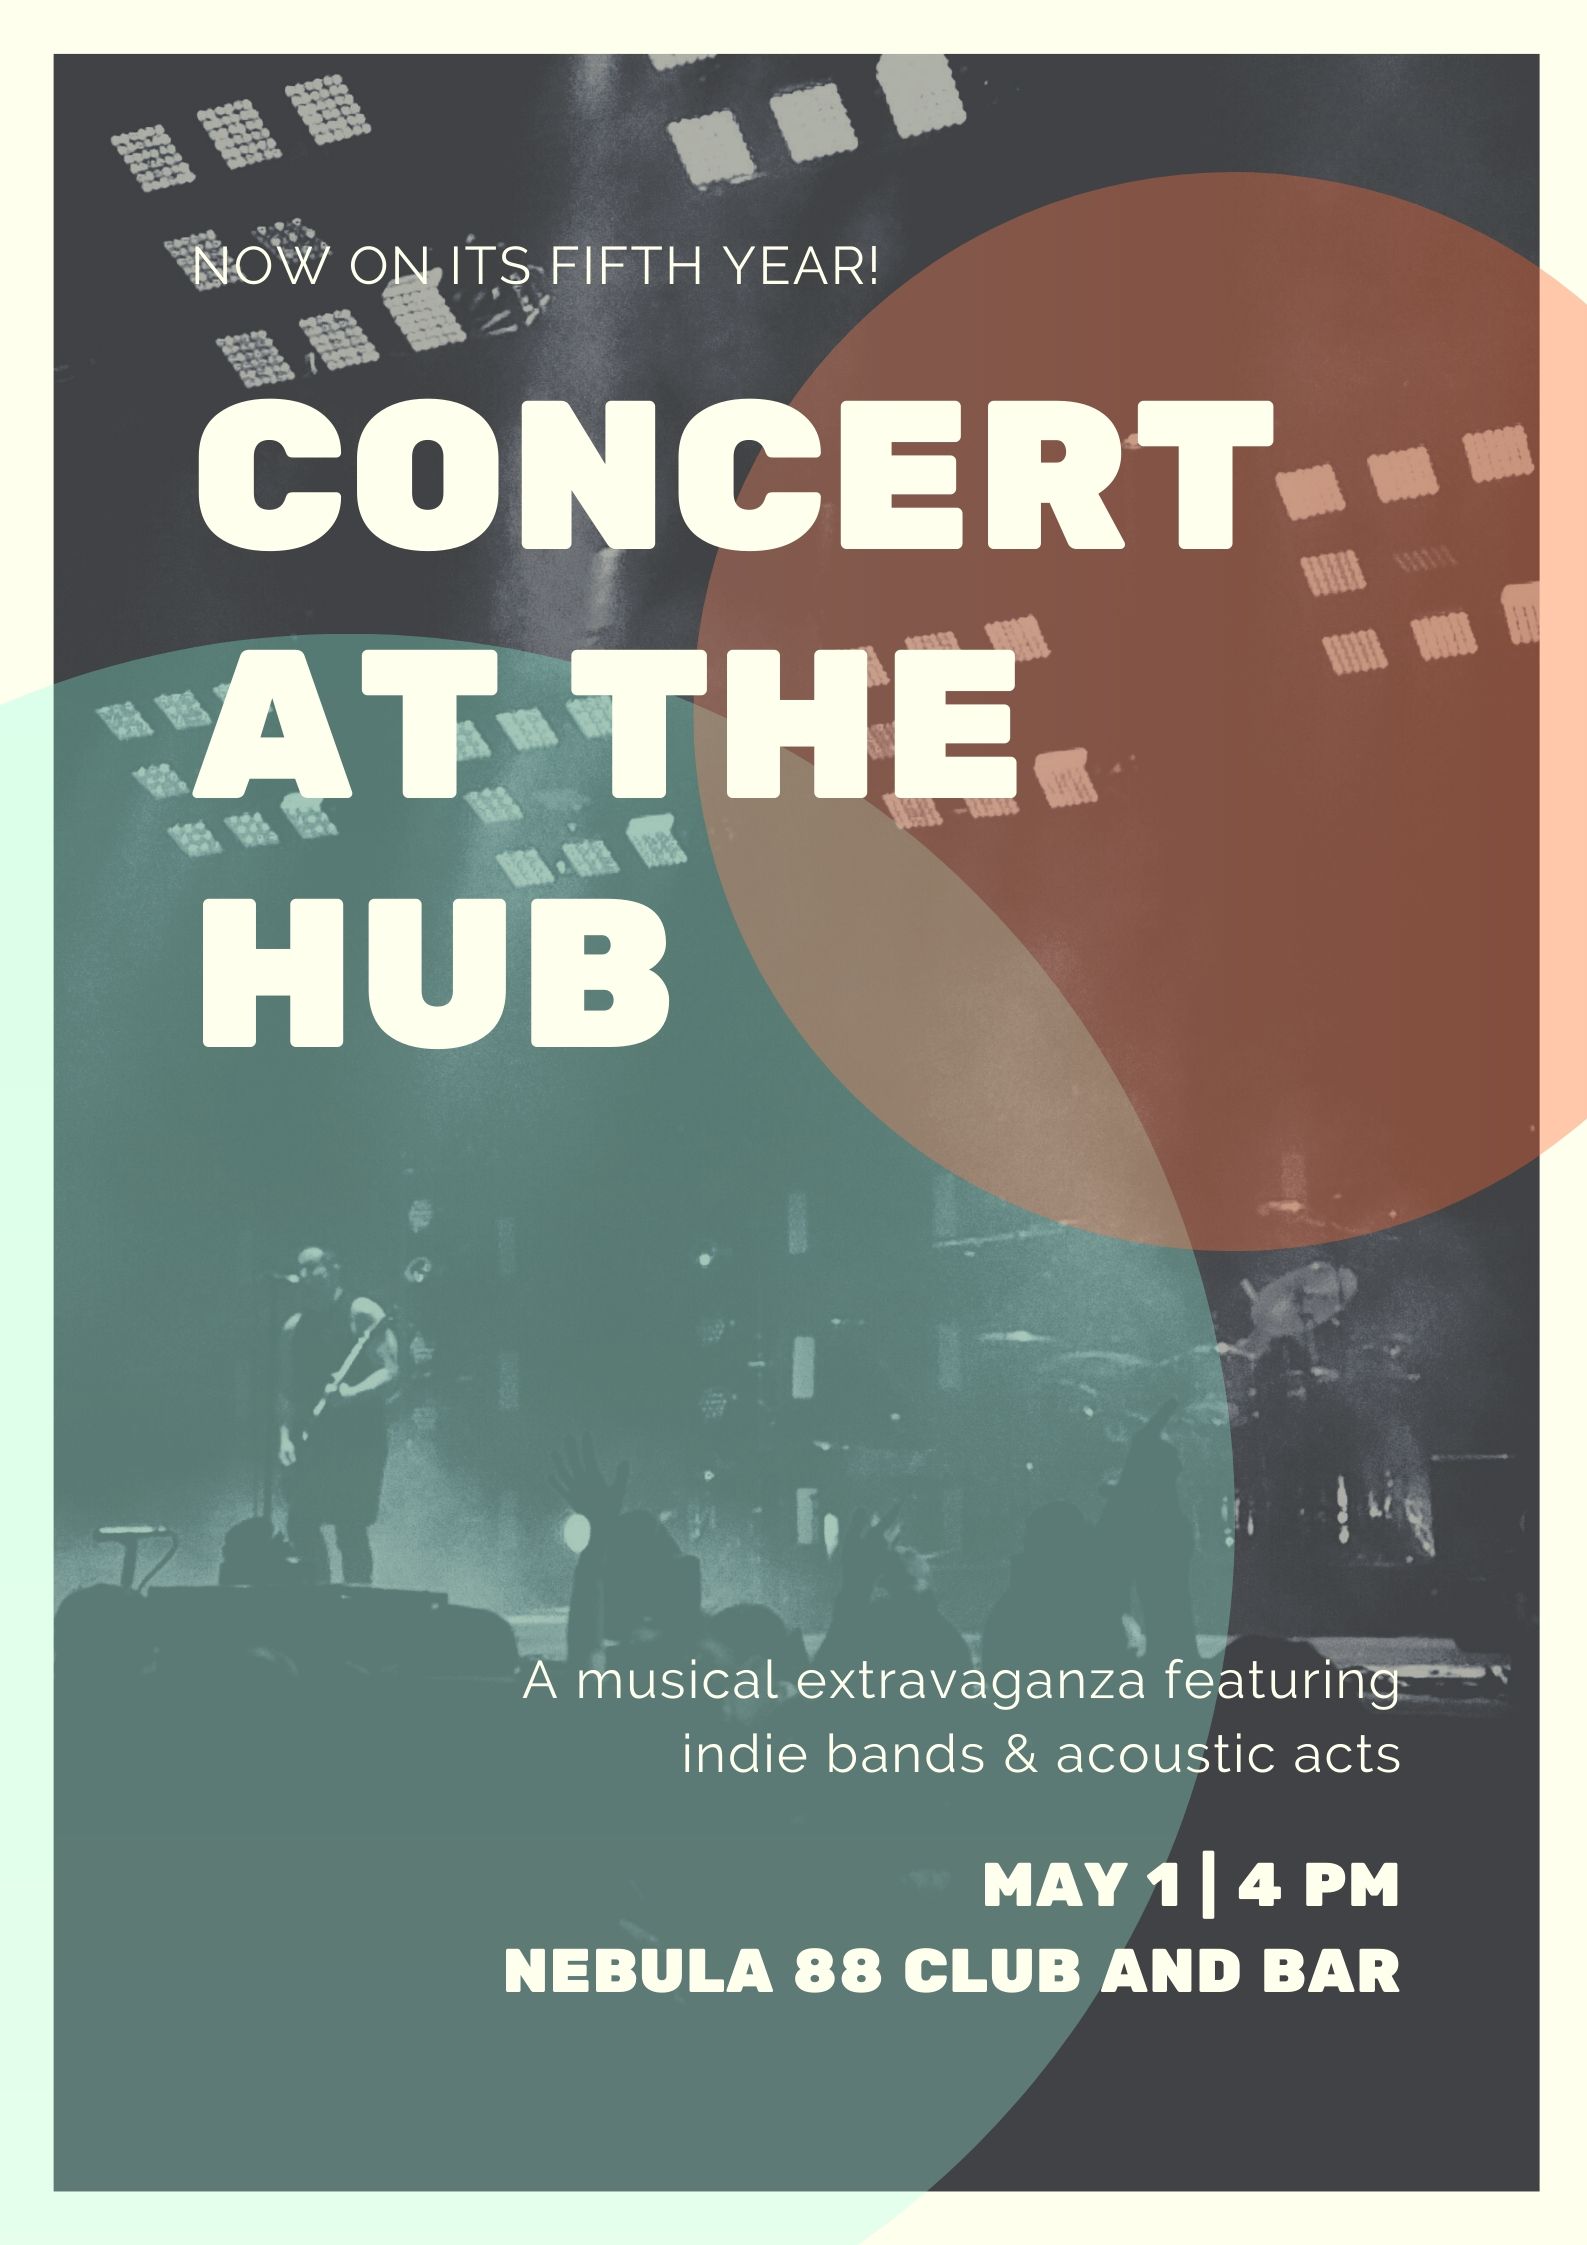 NOW ON ITS FIFTH YEAR!
CONCERT
AT THE
HUB
A musical extravaganza featuring
indie bands & acoustic acts
MAY 1 | 4 PM
NEBULA 88 CLUB AND BAR